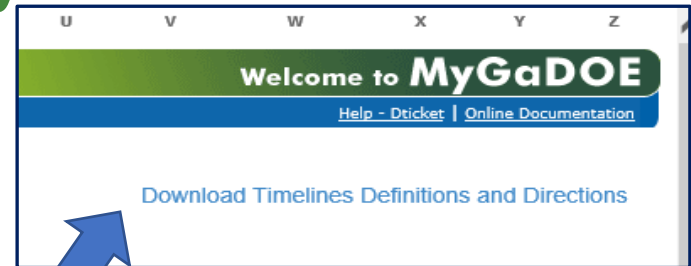 U V W X Y Z
Welcome to MyGaDOE
Help - Dticket | Online Documentation
Download Timelines Definitions and Directions